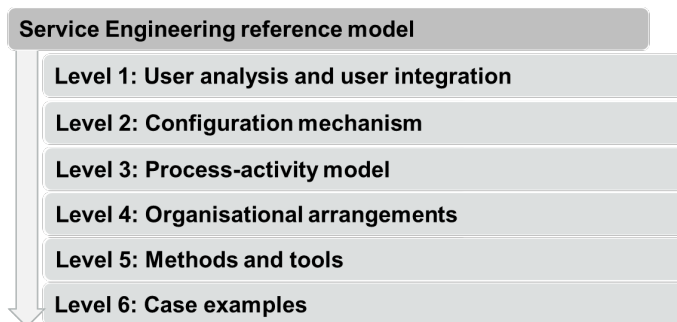 Service Engineering reference model
Level 1: User analysis and user integration
Level 2: Configuration mechanism
Level 3: Process-activity model
Level 4: Organisational arrangements
Level 5: Methods and tools
Level 6: Case examples